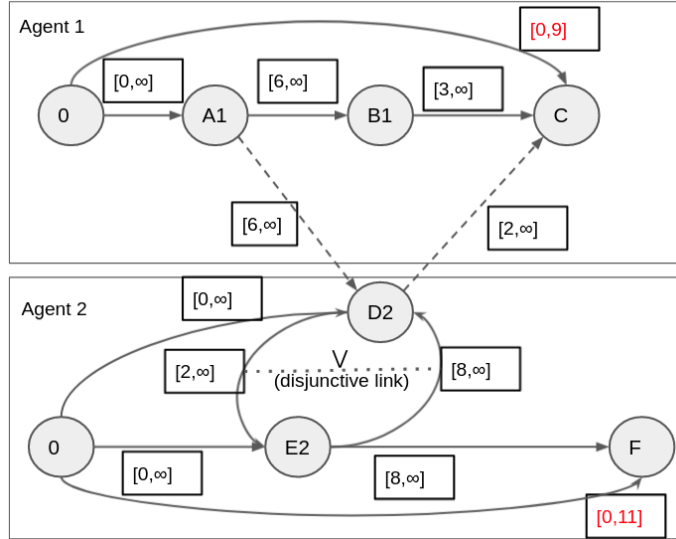 Agent 1
[0,9]
[0,∞]
[6,∞]
[3,∞]
0
A1
B1
C
[6,∞]
[2,∞]
Agent 2
[0,∞]
D2
[2,∞]
V
[8,∞]
(disjunctive link)
0
E2
F
[0,∞]
[8,∞]
[0,11]